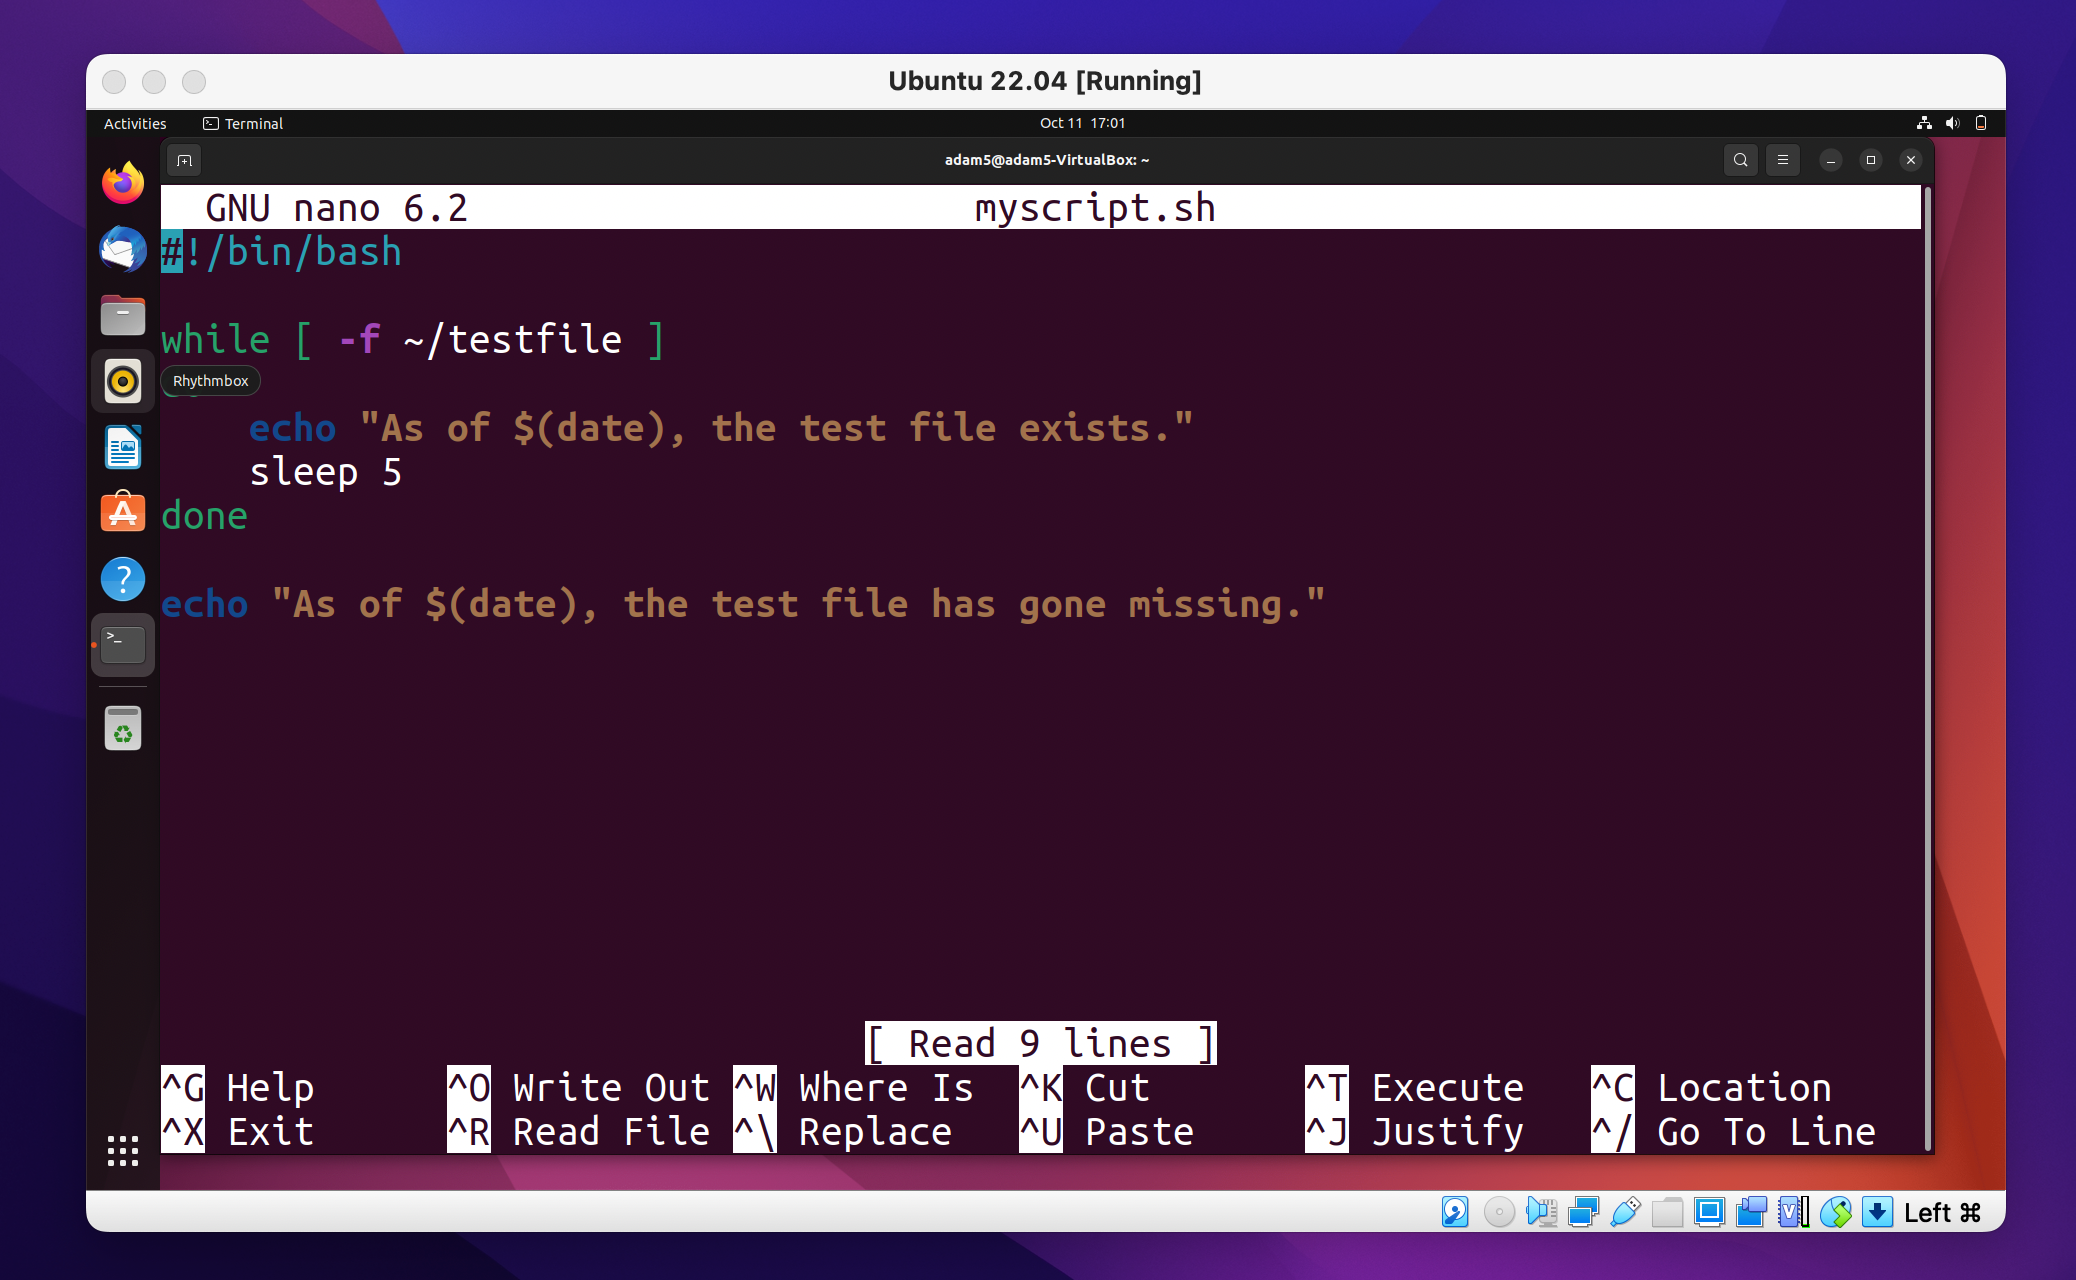 Ubuntu 22.04 [Running]
Activities Terminal Oct 11 17:01
adam5@adam5-VirtualBox: ~
GNU nano 6.2 myscript.sh
#!/bin/bash
while [ -f ~/testfile ]
Rhythmbox
echo "As of $(date), the test file exists."
sleep 5
done
echo "As of $(date), the test file has gone missing."
[ Read 9 lines ]
^G Help ^O Write Out ^W Where Is ^K Cut ^T Execute ^C Location
^X Exit ^R Read File ^\ Replace ^U Paste ^J Justify ^/ Go To Line
Left ⌘